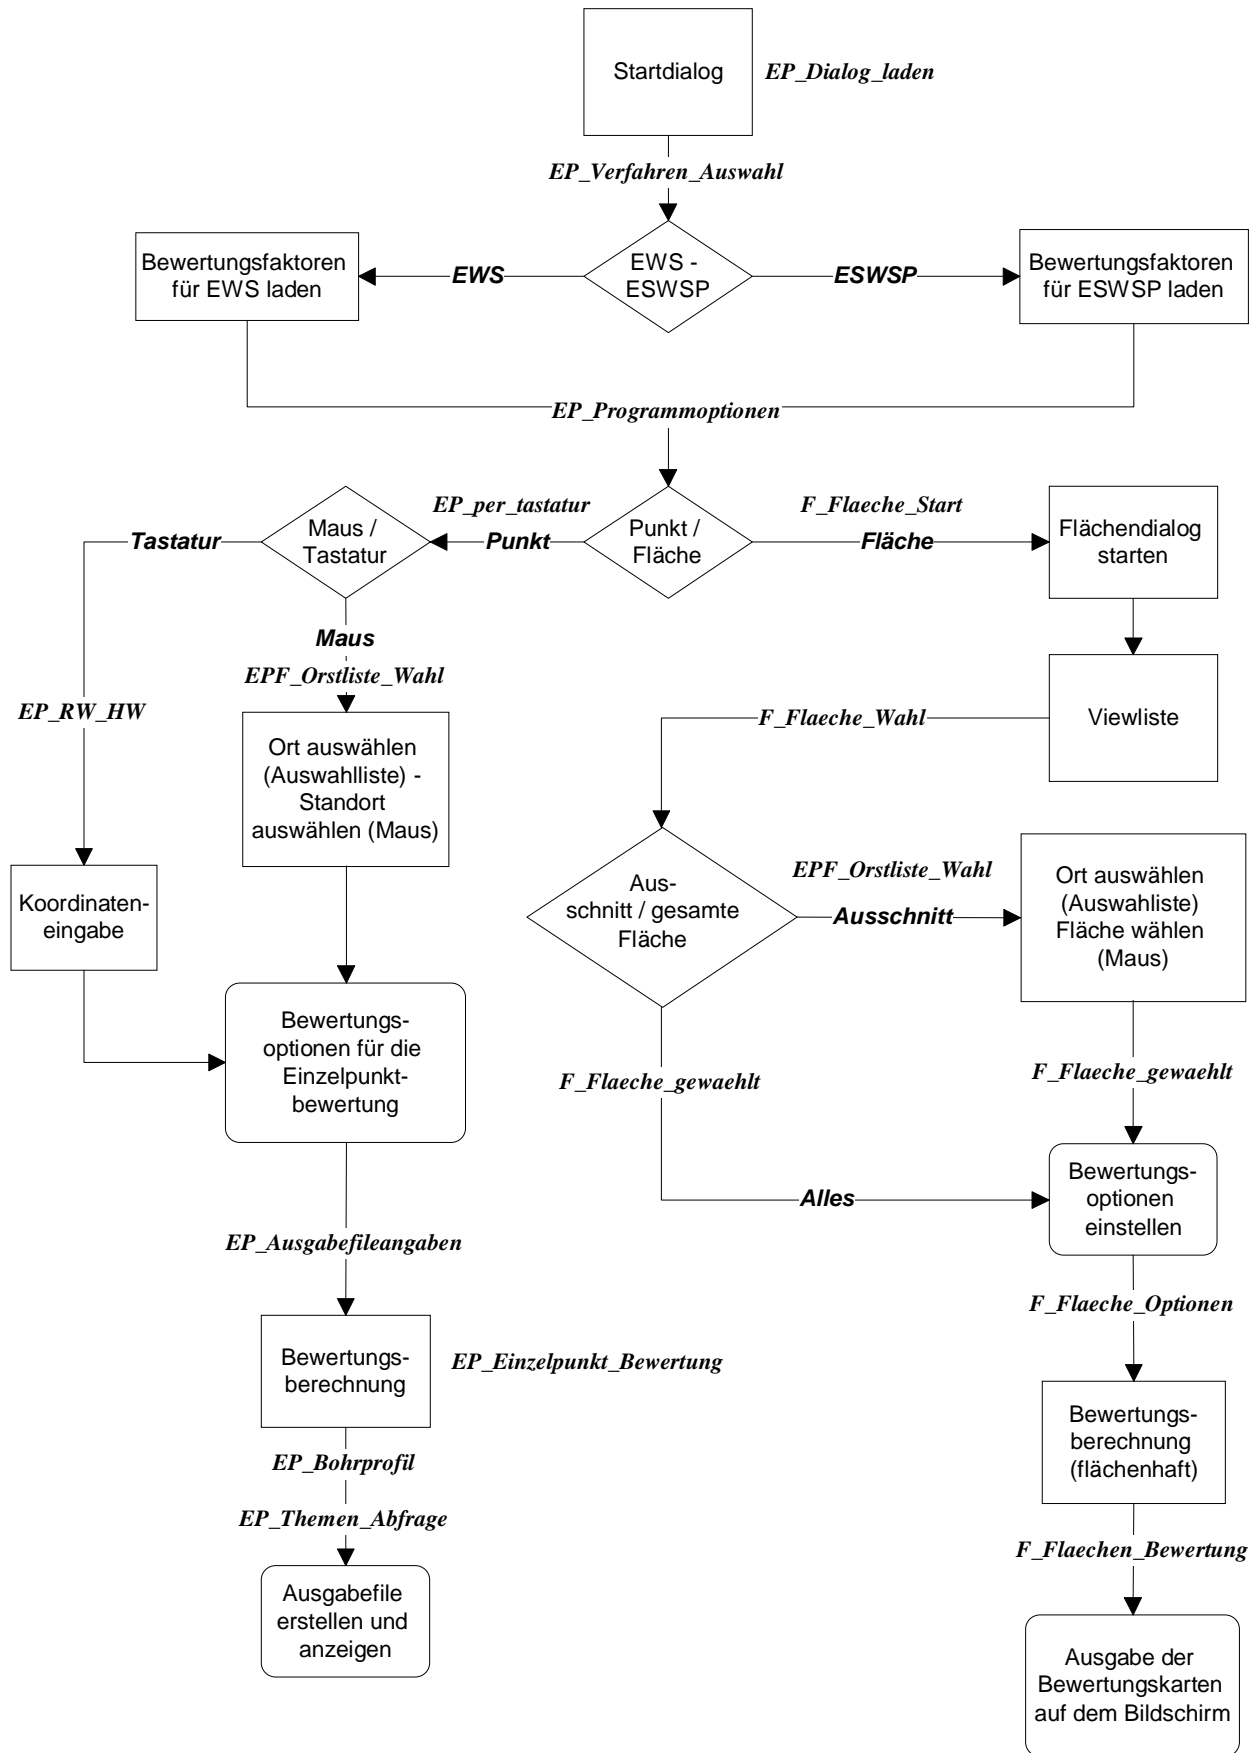 Startdialog
EP_Dialog_laden
EP_Verfahren_Auswahl
Bewertungsfaktoren
für EWS laden
EWS
EWS -
ESWSP
ESWSP
Bewertungsfaktoren
für ESWSP laden
EP_Programmoptionen
EP_per_tastatur
F_Flaeche_Start
Tastatur
Maus /
Tastatur
Punkt
Punkt /
Fläche
Fläche
Flächendialog
starten
Maus
EPF_Orstliste_Wahl
EP_RW_HW
F_Flaeche_Wahl
Viewliste
Ort auswählen
(Auswahlliste) -
Standort
auswählen (Maus)
Koordinaten-
eingabe
Aus-
schnitt / gesamte
Fläche
EPF_Orstliste_Wahl
Ausschnitt
Ort auswählen
(Auswahliste)
Fläche wählen
(Maus)
Bewertungs-
optionen für die
Einzelpunkt-
bewertung
F_Flaeche_gewaehlt
F_Flaeche_gewaehlt
Alles
Bewertungs-
optionen
einstellen
EP_Ausgabefileangaben
F_Flaeche_Optionen
Bewertungs-
berechnung
EP_Einzelpunkt_Bewertung
Bewertungs-
berechnung
(flächenhaft)
EP_Bohrprofil
EP_Themen_Abfrage
F_Flaechen_Bewertung
Ausgabefile
erstellen und
anzeigen
Ausgabe der
Bewertungskarten
auf dem Bildschirm